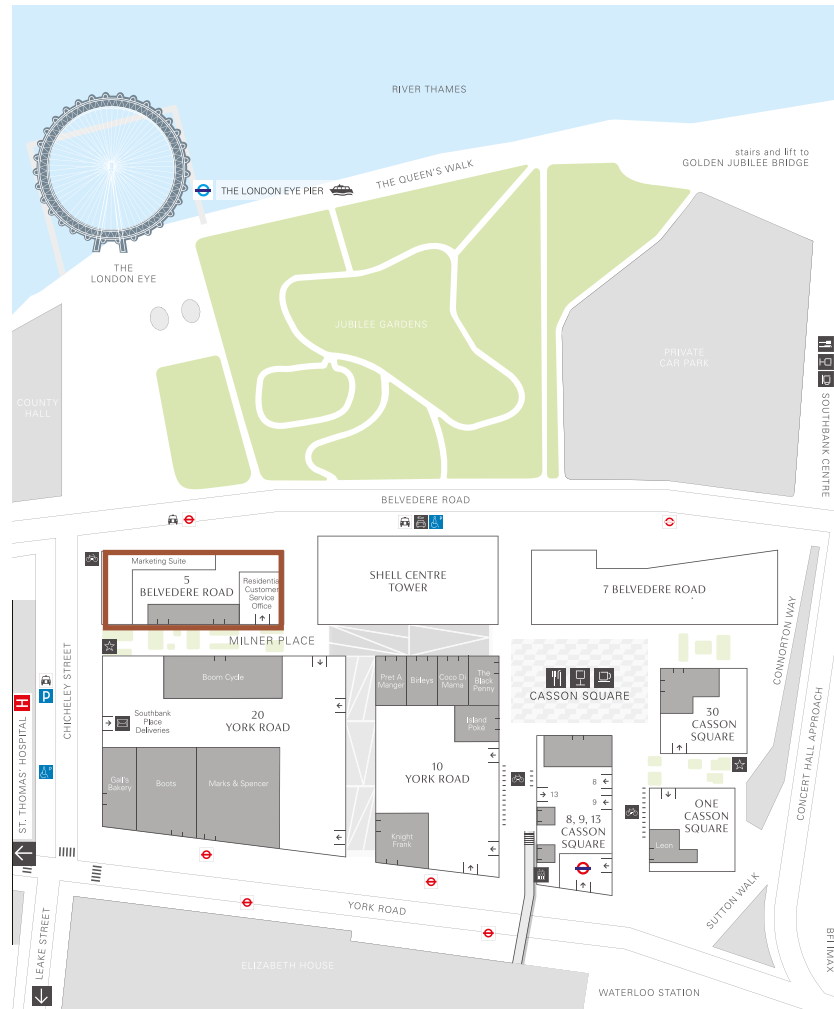 RIVER THAMES
stairs and lift to
GOLDEN JUBILEE BRIDGE
THE QUEEN'S WALK
THE LONDON EYE PIER
THE
LONDON EYE
JUBILEE GARDENS
PRIVATE
CAR PARK
COUNTY
HALL
SOUTHBANK CENTRE
BELVEDERE ROAD
Marketing Suite
5
BELVEDERE ROAD
Residential
Customer
Service
Office
SHELL CENTRE
TOWER
7 BELVEDERE ROAD
CONNORTON WAY
MILNER PLACE
CHICHELEY STREET
Boom Cycle
Pret A
Manger
Birleys
Coco Di
Mama
The
Black
Penny
CASSON SQUARE
P
H
P
ST. THOMAS' HOSPITAL
Southbank
Place
Deliveries
20
YORK ROAD
Island
Poké
30
CASSON
SQUARE
CONCERT HALL APPROACH
Gail's
Bakery
Boots
Marks & Spencer
10
YORK ROAD
8
13
9
8, 9, 13
CASSON
SQUARE
ONE
CASSON
SQUARE
Knight
Frank
Leon
YORK ROAD
SUTTON WALK
LEAKE STREET
BFI IMAX
ELIZABETH HOUSE
WATERLOO STATION